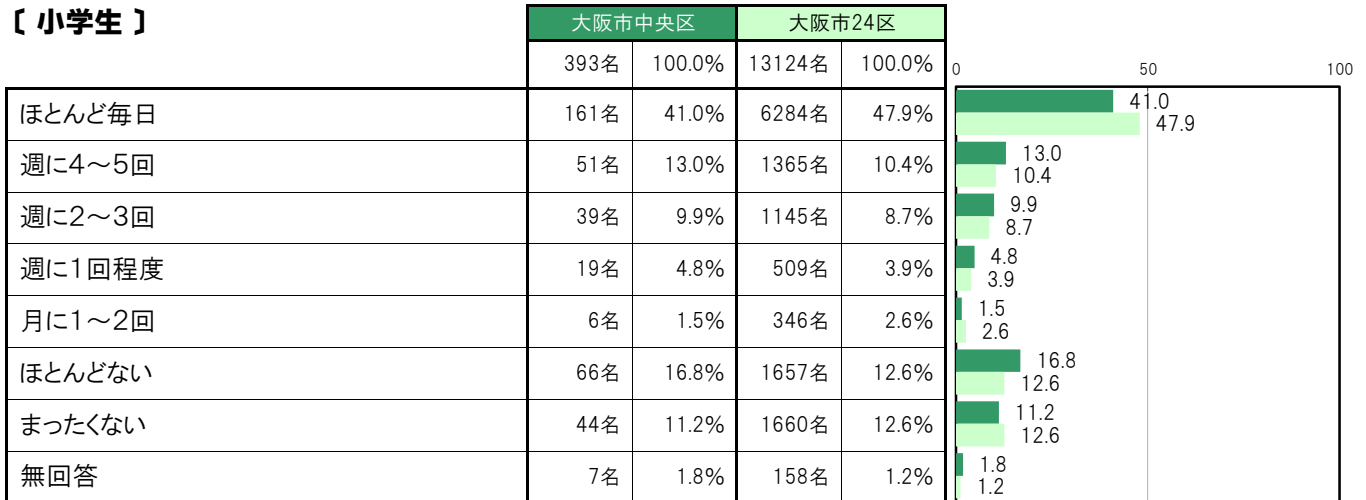 〔 小学生 〕
大阪市中央区 大阪市24区
393名 100.0% 13124名 100.0%
0 50 100
ほとんど毎日 161名 41.0% 6284名 47.9% 41.0
47.9
週に4～5回 51名 13.0% 1365名 10.4% 13.0
10.4
週に2～3回 39名 9.9% 1145名 8.7% 9.9
8.7
週に1回程度 19名 4.8% 509名 3.9% 4.8
3.9
月に1～2回 6名 1.5% 346名 2.6% 1.5
2.6
ほとんどない 66名 16.8% 1657名 12.6% 16.8
12.6
まったくない 44名 11.2% 1660名 12.6% 11.2
12.6
無回答 7名 1.8% 158名 1.2% 1.8
1.2